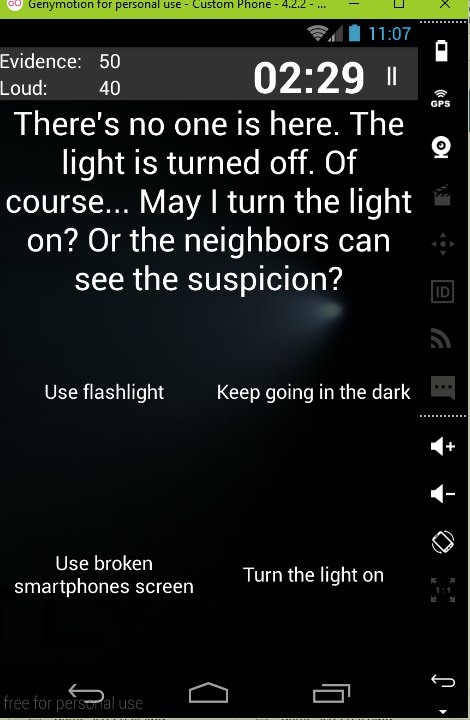 Genymotion for personal use - Custom Phone - 4.2.2 - ...
11:07
Evidence: 50
Loud: 40
02:29
GPS
There's no one is here. The
light is turned off. Of
course... May I turn the light
on? Or the neighbors can
see the suspicion?
ID
Use flashlight
Keep going in the dark
Use broken
smartphones screen
Turn the light on
1:1
free for personal use